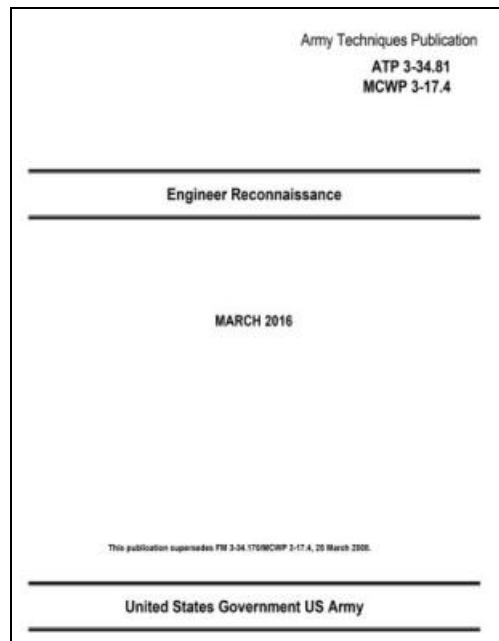 Army Techniques Publication
ATP 3-34.81
MCWP 3-17.4
Engineer Reconnaissance
MARCH 2016
This publication supersedes FM 3-34.170/MCWP 3-17.4, 25 March 2008.
United States Government US Army